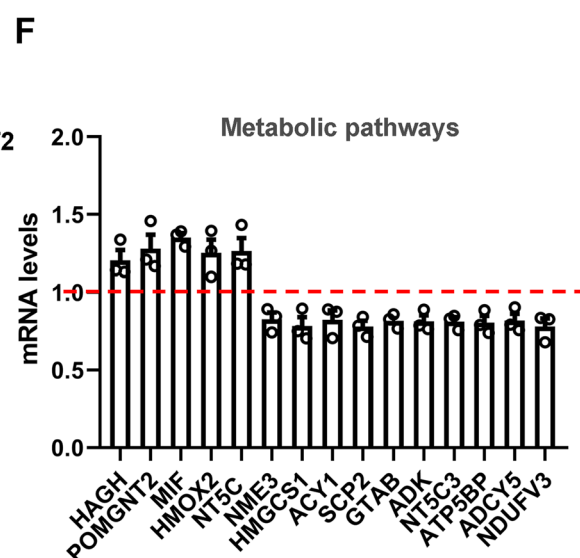 F
72
Metabolic pathways
mRNA levels
2.0
1.5
1.0
0.5
0.0
HAGH
POMGNT2
MIF
HMOX2
NT5C
NME3
HMGCS1
ACY1
SCP2
GTAB
ADK
NT5C3
ATP5BP
ADCY5
NDUFV3